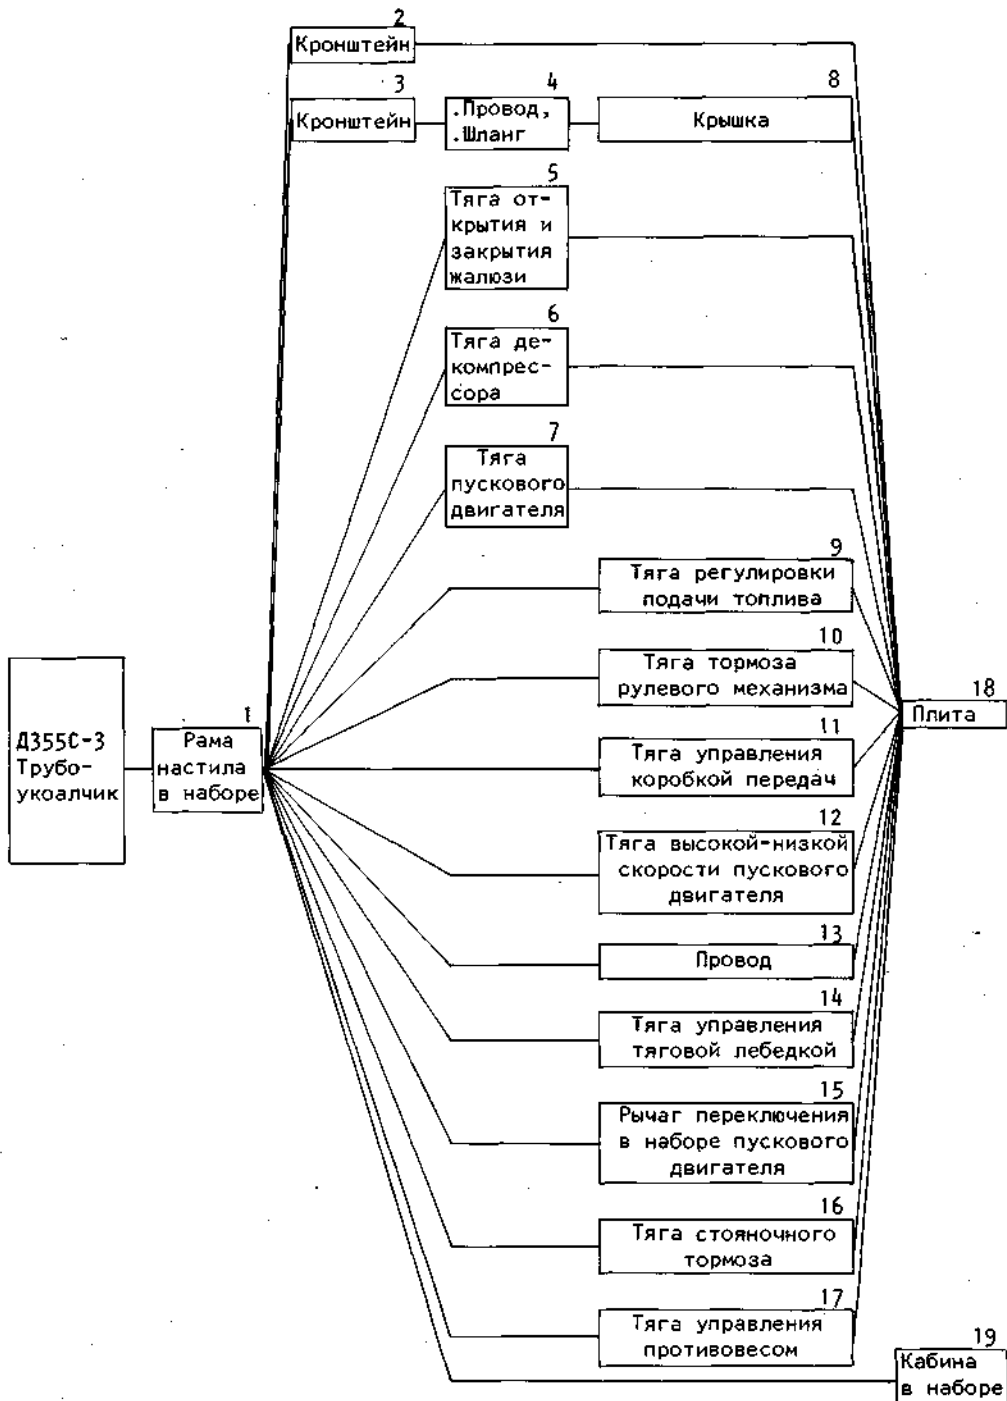 2
Кронштейн
3
Кронштейн
4
.Провод,
.Шланг
8
Крышка
5
Тяга от-
крытия и
закрытия
жалюзи
6
Тяга де-
компрес-
сора
7
Тяга
пускового
двигателя
9
Тяга регулировки
подачи топлива
10
Тяга тормоза
рулевого механизма
Д355С-3
Трубо-
укоалчик
1
Рама
настила
в наборе
11
Тяга управления
коробкой передач
18
Плита
12
Тяга высокой-низкой
скорости пускового
двигателя
13
Провод
14
Тяга управления
тяговой лебедкой
15
Рычаг переключения
в наборе пускового
двигателя
16
Тяга стояночного
тормоза
17
Тяга управления
противовесом
19
Кабина
в наборе